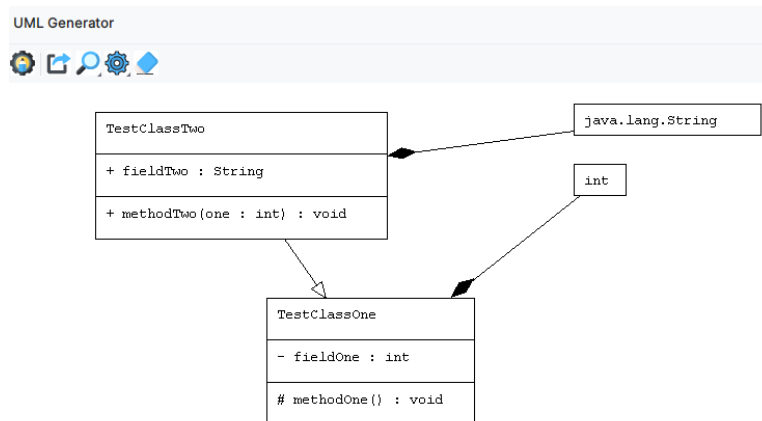 UML Generator
TestClassTwo
+ fieldTwo : String
+ methodTwo(one : int) : void
java.lang.String
int
TestClassOne
- fieldOne : int
# methodOne() : void